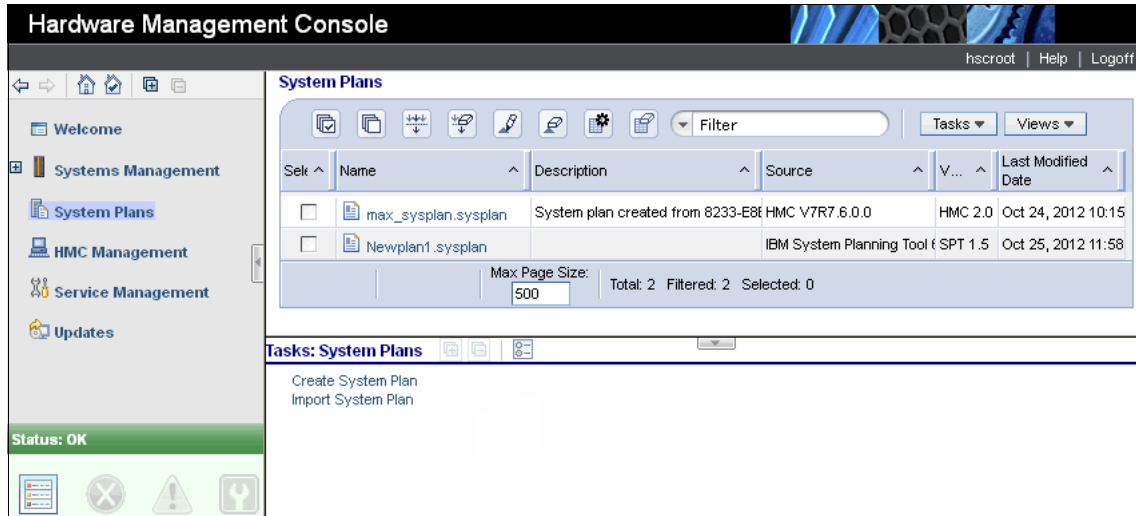 Hardware Management Console
hscroot | Help | Logoff
Welcome
Systems Management
System Plans
HMC Management
Service Management
Updates
Status: OK
System Plans
Filter
Tasks
Views
Sele
Name
Description
Source
V...
Last Modified
Date
max_sysplan.sysplan System plan created from 8233-E8 HMC V7R7.6.0.0 HMC 2.0 Oct 24, 2012 10:15
Newplan1.sysplan IBM System Planning Tool SPT 1.5 Oct 25, 2012 11:58
Max Page Size:
500
Total: 2 Filtered: 2 Selected: 0
Tasks: System Plans
Create System Plan
Import System Plan